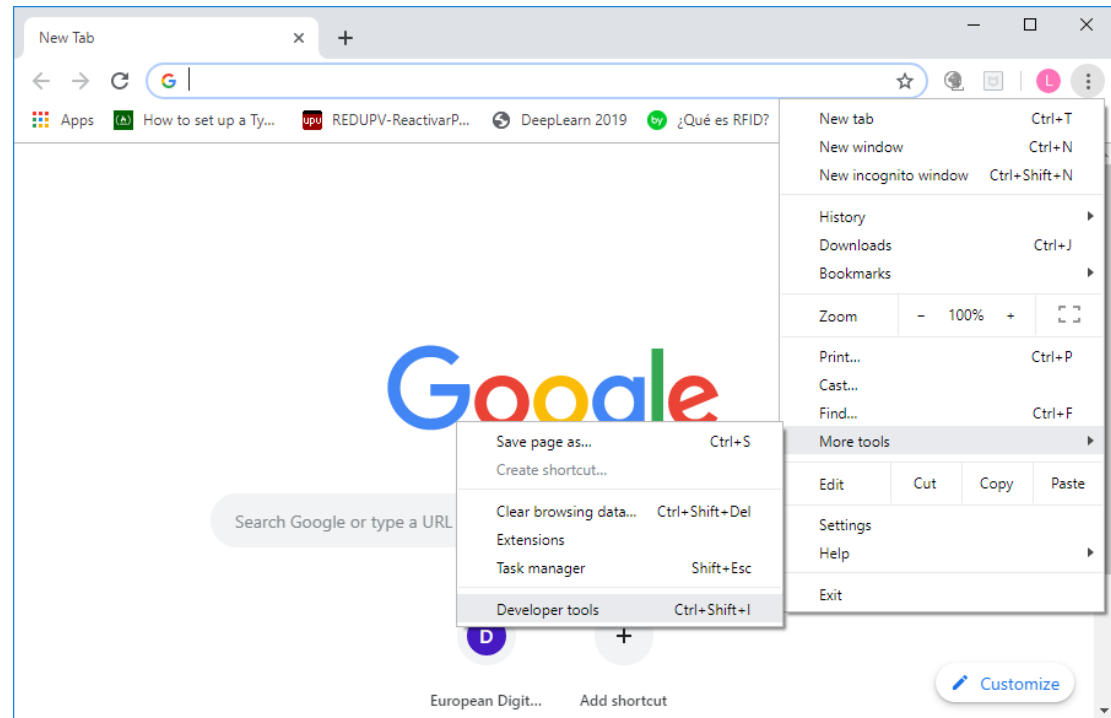 New Tab
Apps How to set up a Ty... upv REDUPV-ReactivarP... DeepLearn 2019 by ¿Qué es RFID?
L
New tab Ctrl+T
New window Ctrl+N
New incognito window Ctrl+Shift+N
History
Downloads Ctrl+J
Bookmarks
Zoom - 100% +
Print... Ctrl+P
Cast...
Find... Ctrl+F
More tools
Edit Cut Copy Paste
Settings
Help
Exit
Google
Save page as... Ctrl+S
Create shortcut...
Clear browsing data... Ctrl+Shift+Del
Extensions
Task manager Shift+Esc
Developer tools Ctrl+Shift+I
Search Google or type a URL
D
European Digit... Add shortcut
Customize